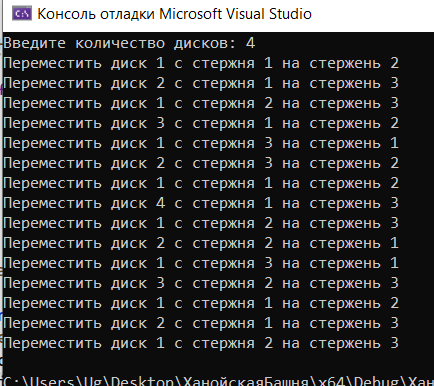 Консоль отладки Microsoft Visual Studio
Введите количество дисков: 4
Переместить диск 1 с стержня 1 на стержень 2
Переместить диск 2 с стержня 1 на стержень 3
Переместить диск 1 с стержня 2 на стержень 3
Переместить диск 3 с стержня 1 на стержень 2
Переместить диск 1 с стержня 3 на стержень 1
Переместить диск 2 с стержня 3 на стержень 2
Переместить диск 1 с стержня 1 на стержень 2
Переместить диск 4 с стержня 1 на стержень 3
Переместить диск 1 с стержня 2 на стержень 3
Переместить диск 2 с стержня 2 на стержень 1
Переместить диск 1 с стержня 3 на стержень 1
Переместить диск 3 с стержня 2 на стержень 3
Переместить диск 1 с стержня 1 на стержень 2
Переместить диск 2 с стержня 1 на стержень 3
Переместить диск 1 с стержня 2 на стержень 3
C:\Users\Ug\Desktop\ХанойскаяБашня\x64\Debug\Хан